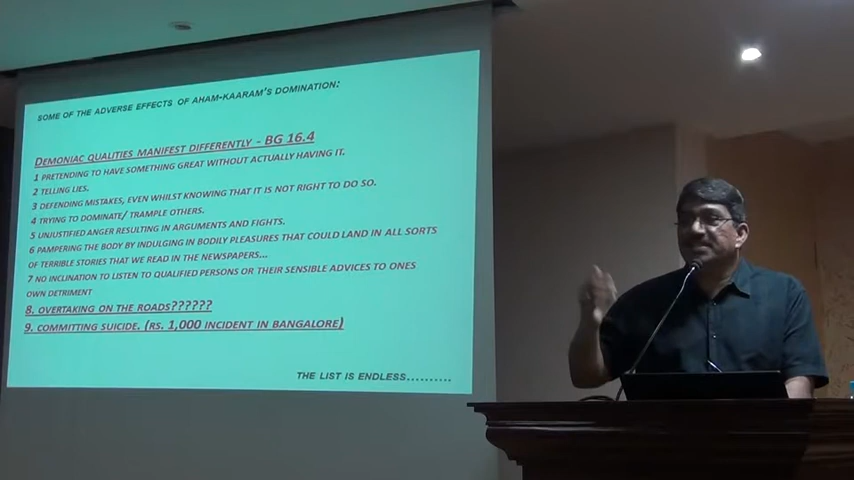 SOME OF THE ADVERSE EFFECTS OF AHAM-KAARAM'S DOMINATION:
DEMONIAC QUALITIES MANIFEST DIFFERENTLY - BG 16.4
1 PRETENDING TO HAVE SOMETHING GREAT WITHOUT ACTUALLY HAVING IT.
2 TELLING LIES.
3 DEFENDING MISTAKES, EVEN WHILST KNOWING THAT IT IS NOT RIGHT TO DO SO.
4 TRYING TO DOMINATE/ TRAMPLE OTHERS.
5 UNJUSTIFIED ANGER RESULTING IN ARGUMENTS AND FIGHTS.
6 PAMPERING THE BODY BY INDULGING IN BODILY PLEASURES THAT COULD LAND IN ALL SORTS
OF TERRIBLE STORIES THAT WE READ IN THE NEWSPAPERS...
7 NO INCLINATION TO LISTEN TO QUALIFIED PERSONS OR THEIR SENSIBLE ADVICES TO ONES
OWN DETRIMENT
8. OVERTAKING ON THE ROADS??????
9. COMMITTING SUICIDE. (RS. 1,000 INCIDENT IN BANGALORE)
THE LIST IS ENDLESS..........